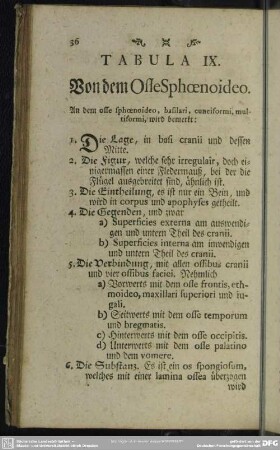 36
TABULA IX.
Von dem Osse Sphœnoideo.
An dem osse sphœnoideo, basilari, cuneiformi, mul-
tiformi, wird bemerkt:
1. Die Lage, in basi cranii und dessen
Mitte.
2. Die Figur, welche sehr irregulair, doch ei-
nigermassen einer Fledermauß, bei der die
Flügel ausgebreitet sind, ähnlich ist.
3. Die Eintheilung, es ist nur ein Bein, und
wird in corpus und apophyses getheilt.
4. Die Gegenden, und zwar
a) Superficies externa am auswendi-
gen und untern Theil des cranii.
b) Superficies interna am inwendigen
und untern Theil des cranii.
5. Die Verbindung, mit allen ossibus cranii
und vier ossibus faciei. Nehmlich
a) Vorwerts mit dem osse frontis, eth-
moideo, maxillari superiori und ju-
gali.
b) Seitwerts mit dem osse temporum
und bregmatis.
c) Hinterwerts mit dem osse occipitis.
d) Unterwerts mit dem osse palatino
und dem vomere.
6. Die Substanz. Es ist ein os spongiosum,
welches mit einer lamina ossea überzogen
wird